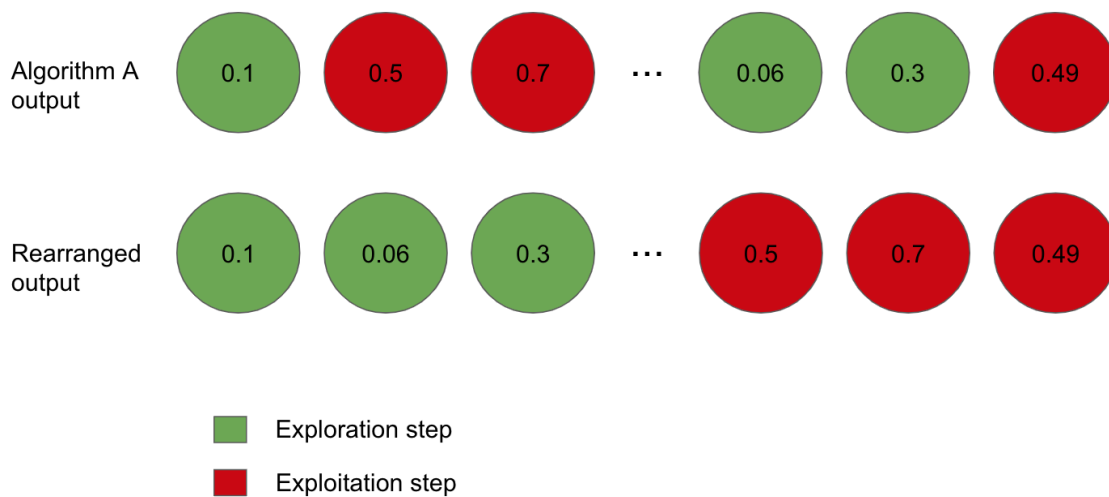 Algorithm A
output
0.1 0.5 0.7 ... 0.06 0.3 0.49
Rearranged
output
0.1 0.06 0.3 ... 0.5 0.7 0.49
Exploration step
Exploitation step